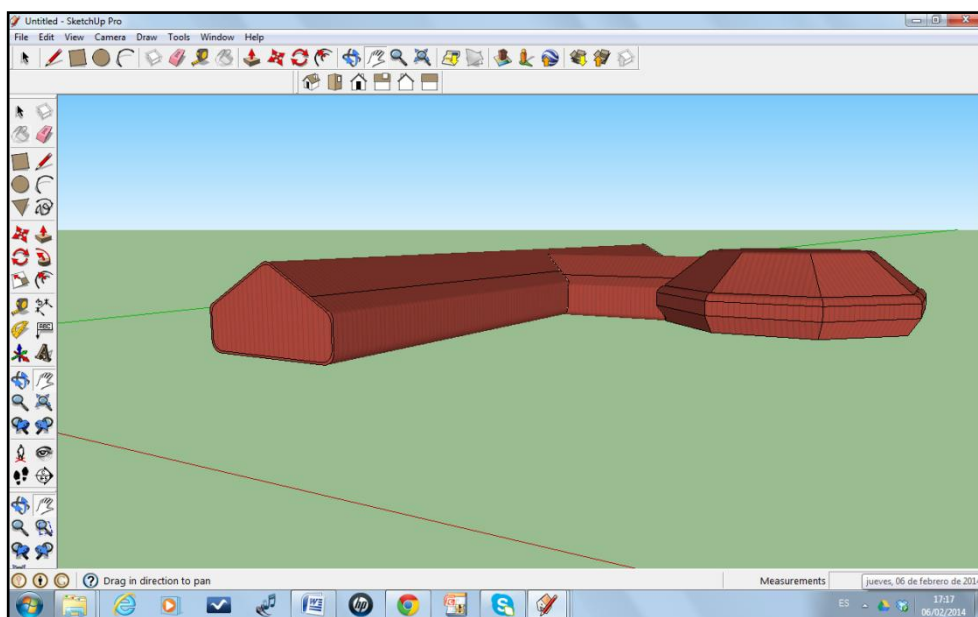 Untitled - SketchUp Pro
File Edit View Camera Draw Tools Window Help
Drag in direction to pan
Measurements
jueves, 06 de febrero de 2014
ES
17:17
06/02/2014